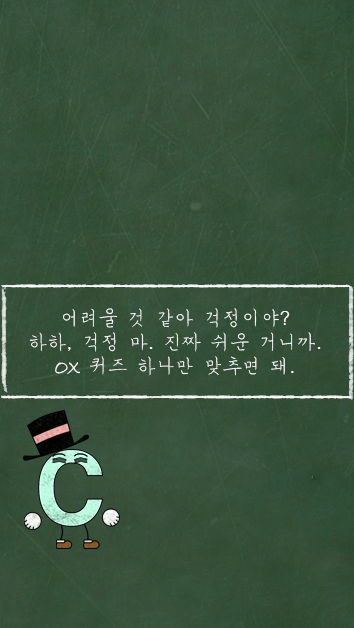 어려울 것 같아 걱정이야?
하하, 걱정 마. 진짜 쉬운 거니까.
OX 퀴즈 하나만 맞추면 돼.
C